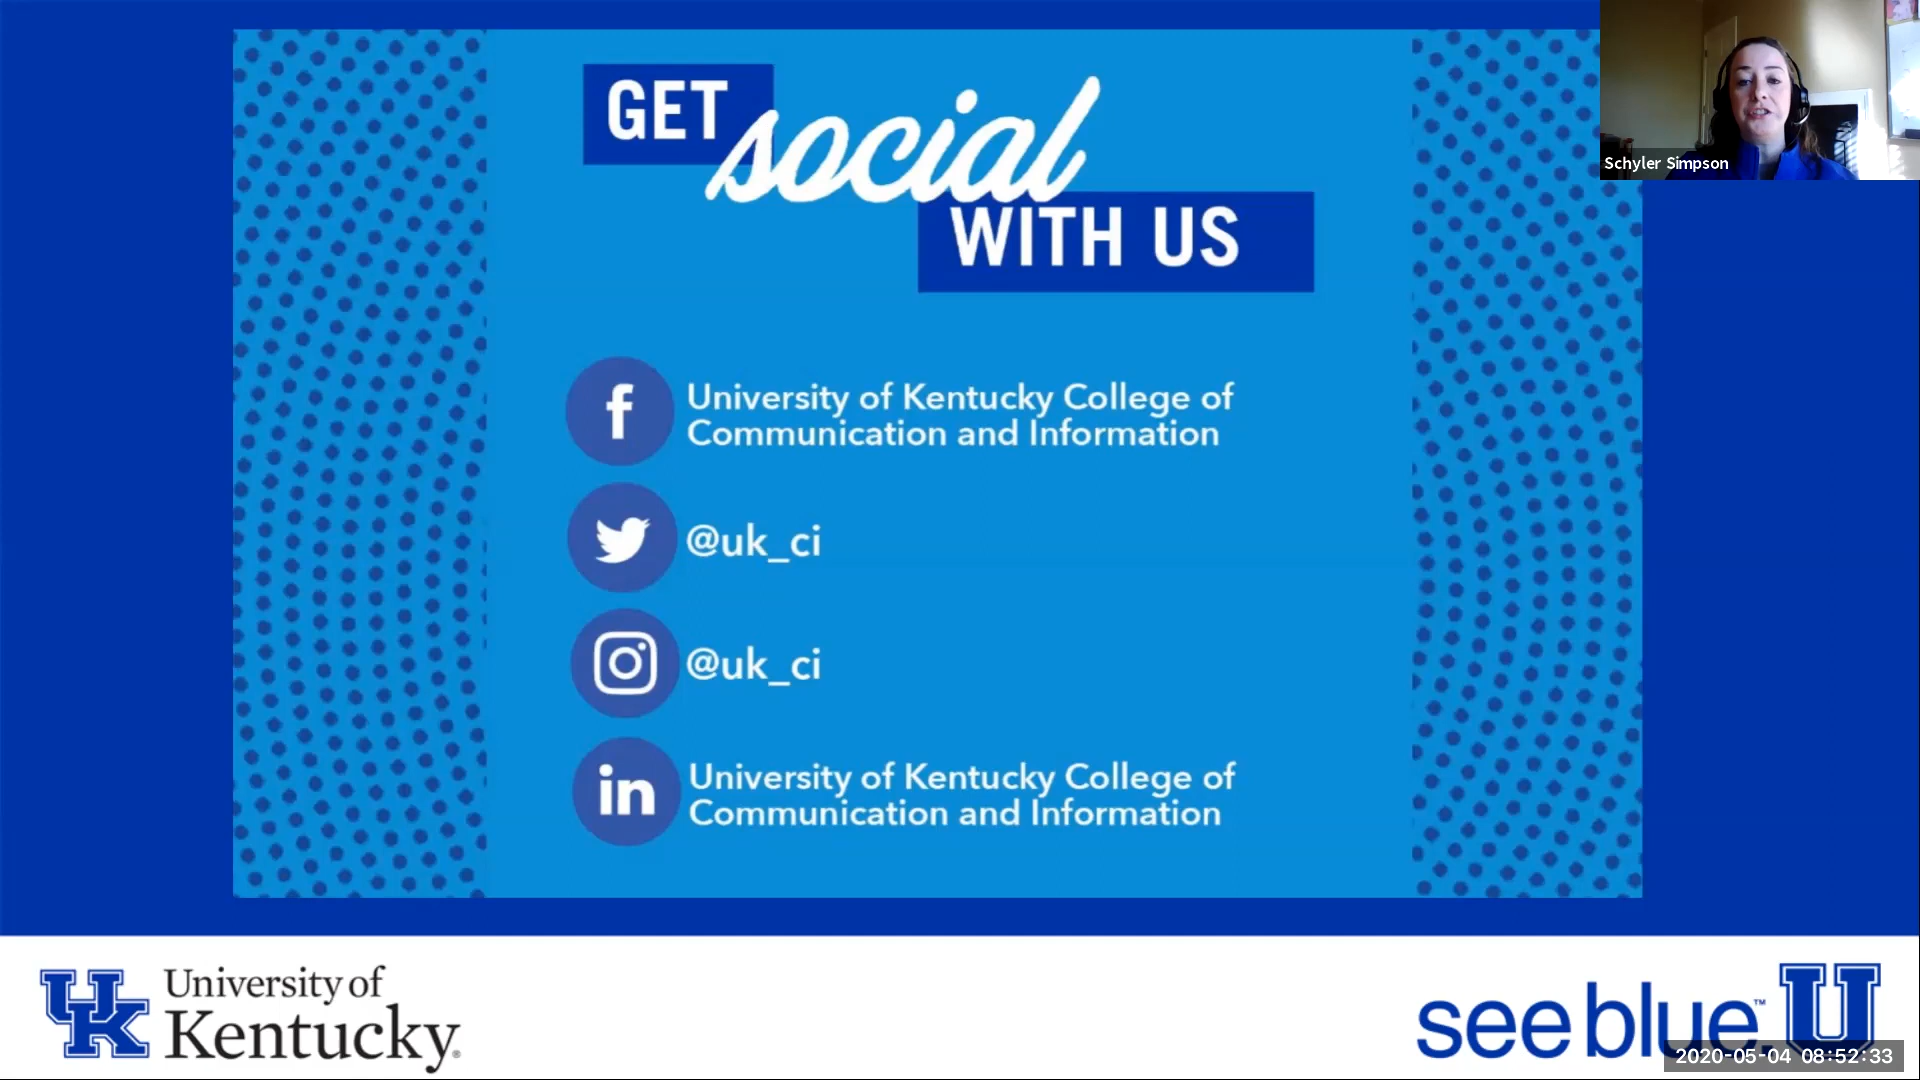 GET
social
WITH US
Schyler Simpson
f
University of Kentucky College of
Communication and Information
@uk_ci
@uk_ci
in
University of Kentucky College of
Communication and Information
UK
University of
Kentucky®
see blue.™ U
2020-05-04 08:52:33